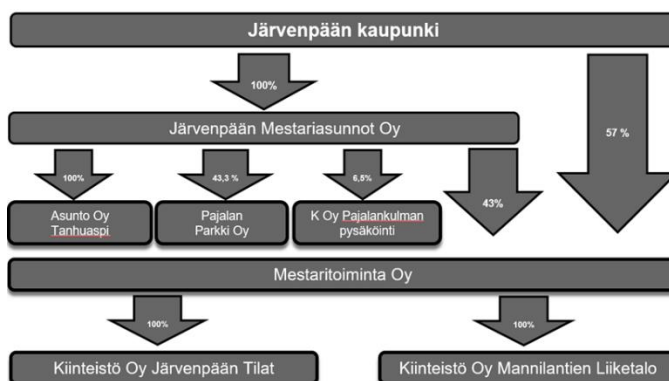 Järvenpään kaupunki
100%
57 %
Järvenpään Mestariasunnot Oy
100%
43,3 %
6,5%
43%
Asunto Oy
Tanhuaspi
Pajalan
Parkki Oy
K Oy Pajalankulman
pysäköinti
Mestaritoiminta Oy
100%
100%
Kiinteistö Oy Järvenpään Tilat
Kiinteistö Oy Mannilantien Liiketalo